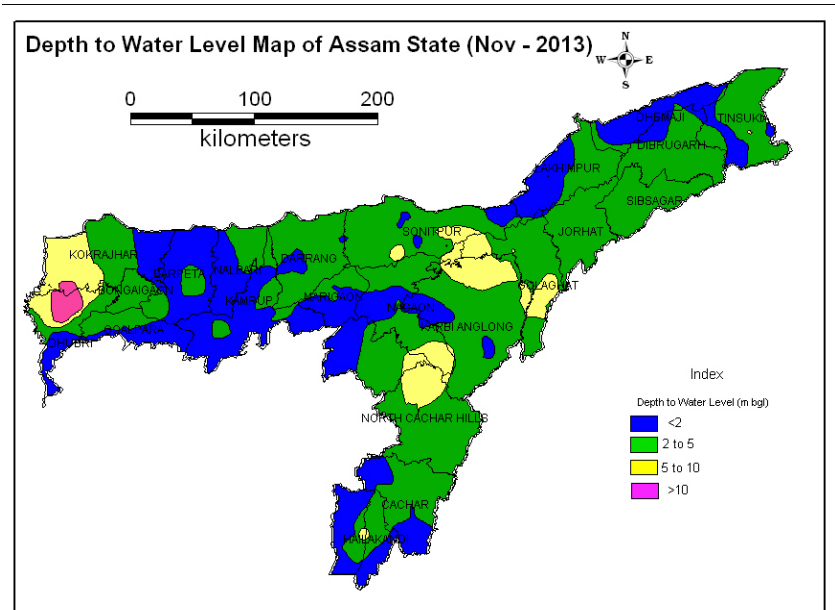 Depth to Water Level Map of Assam State (Nov - 2013)
N
W E
S
0 100 200
kilometers
DHEMAJI
TINSUKIA
DIBRUGARH
LAKHIMPUR
SIBSAGAR
JORHAT
SONITPUR
KOKRAJHAR
DARRANG
BARPETA
NALBARI
GOLAGHAT
BONGAIGAON
KAMRUP
MARIGAON
NAGAON
KARBI ANGLONG
GOALPARA
DHUBRI
NORTH CACHAR HILLS
CACHAR
HAILAKANDI
Index
Depth to Water Level (m bgl)
<2
2 to 5
5 to 10
>10